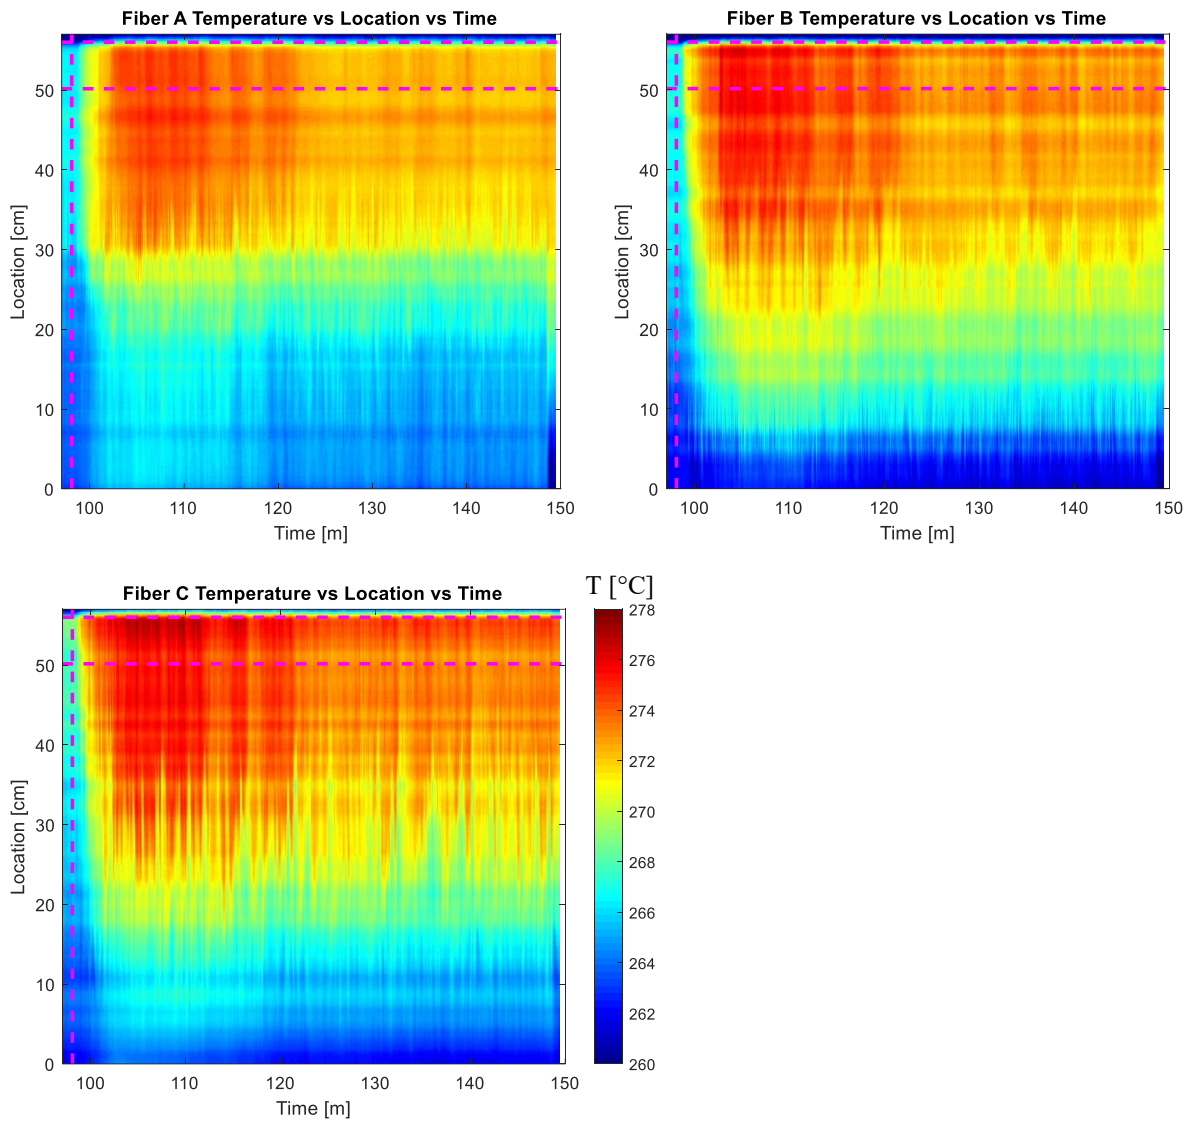 Fiber A Temperature vs Location vs Time
50
40
30
20
10
0
Location [cm]
100 110 120 130 140 150
Time [m]
Fiber B Temperature vs Location vs Time
50
40
30
20
10
0
Location [cm]
100 110 120 130 140 150
Time [m]
Fiber C Temperature vs Location vs Time
50
40
30
20
10
0
Location [cm]
100 110 120 130 140 150
Time [m]
T [°C]
278
276
274
272
270
268
266
264
262
260